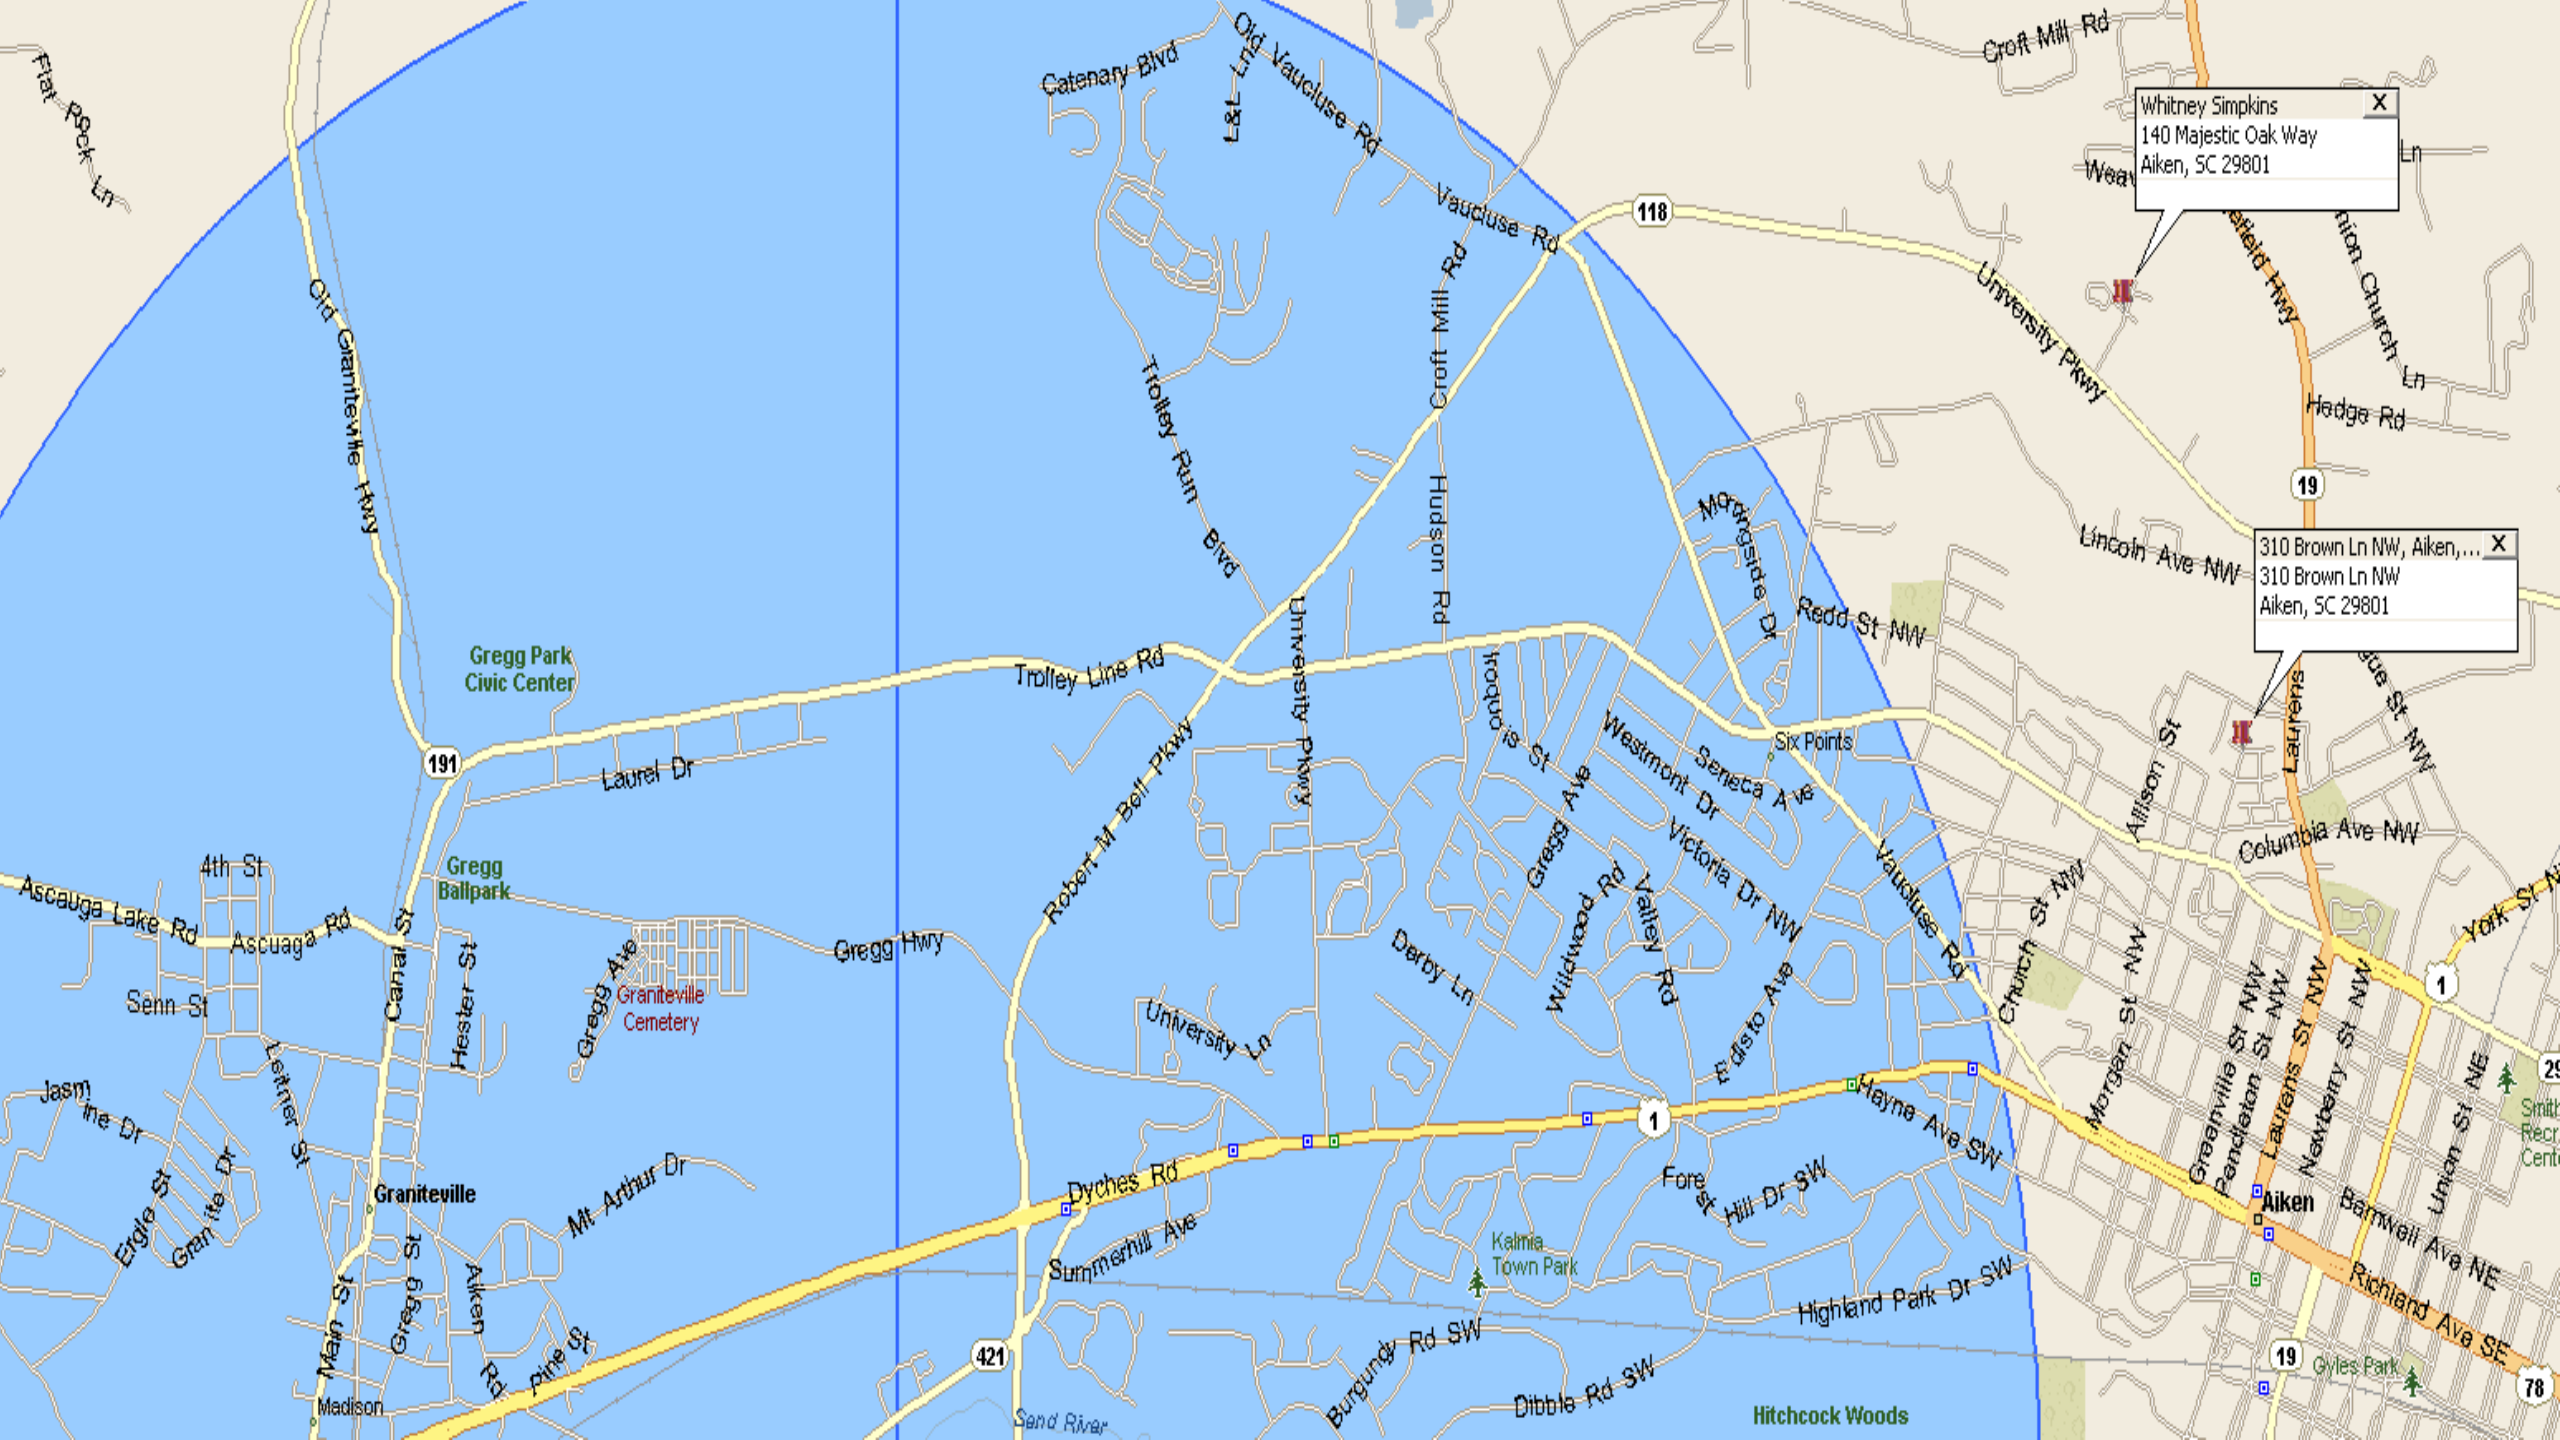 Croft Mill Rd
Old Vaucluse Rd
Catenary Blvd
L&L Ln
Flat Rock Ln
Whitney Simpkins
140 Majestic Oak Way
Aiken, SC 29801
Ln
Vaucluse Rd
118
University Pkwy
Croft Mill Rd
Old Graniteville Hwy
Trolley Run Blvd
Ln
Hedge Rd
19
Hudson Rd
Morningside Dr
Lincoln Ave NW
310 Brown Ln NW, Aiken,...
310 Brown Ln NW
Aiken, SC 29801
Redd St NW
Gregg Park
Civic Center
Trolley Line Rd
University Pkwy
Iroquois St
Westmont Dr
Seneca Ave
Six Points
Laurens
Allison St
191
Laurel Dr
Robert M Bell Pkwy
Gregg Ave
Victoria Dr NW
Vaucluse Rd
Columbia Ave NW
4th St
Gregg
Ballpark
Ascauga Lake Rd
Ascuaga Rd
Canal St
Hester St
Senn St
Gregg Ave
Graniteville
Cemetery
Gregg Hwy
Derby Ln
Wildwood Rd
Valley Rd
Edisto Ave
Church St NW
Morgan St NW
York St
1
University Ln
Greenville St NW
Pendleton St NW
Laurens St NW
Newberry St NW
Union St NE
29
Jasmine Dr
Leitner St
Ergle St
Granite Dr
Graniteville
Mt Arthur Dr
Dyches Rd
Summerhill Ave
1
Hayne Ave SW
Forest Hill Dr SW
Kalmia
Town Park
Highland Park Dr SW
Aiken
Barnwell Ave NE
Richland Ave SE
Main St
Gregg St
Aiken Rd
Pine St
Madison
421
Sand River
Burgundy Rd SW
Dibble Rd SW
Hitchcock Woods
19
Gyles Park
78